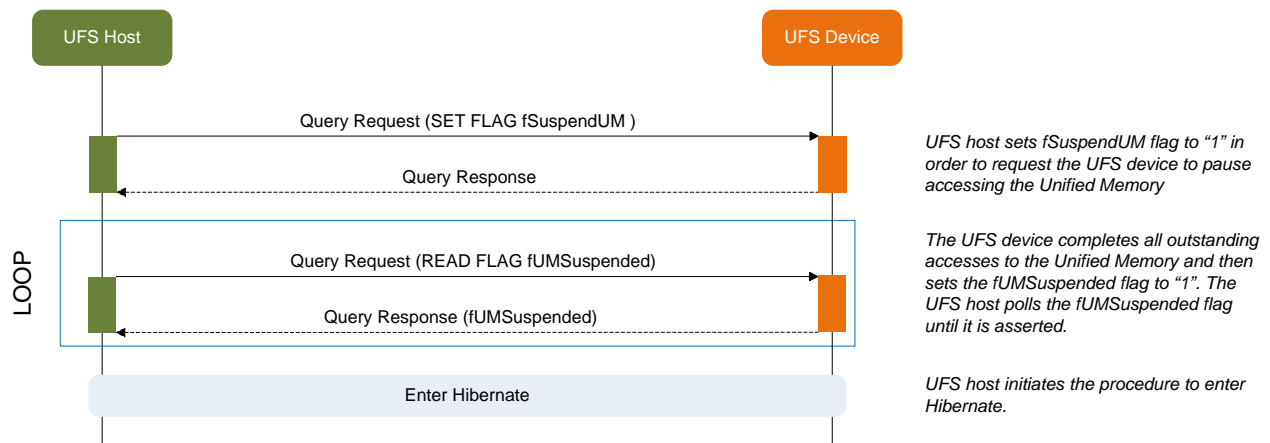 UFS Host
UFS Device
Query Request (SET FLAG fSuspendUM )
Query Response
UFS host sets fSuspendUM flag to “1” in
order to request the UFS device to pause
accessing the Unified Memory
LOOP
Query Request (READ FLAG fUMSuspended)
Query Response (fUMSuspended)
The UFS device completes all outstanding
accesses to the Unified Memory and then
sets the fUMSuspended flag to “1”. The
UFS host polls the fUMSuspended flag
until it is asserted.
Enter Hibernate
UFS host initiates the procedure to enter
Hibernate.